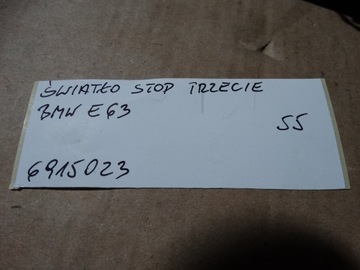 ŚWIATŁO STOP TRZECIE
BMW E63
55
6915023